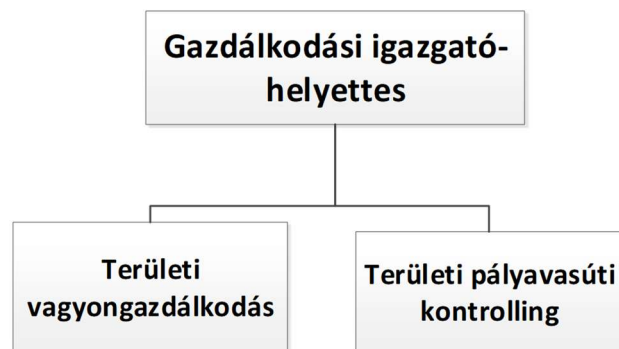 Gazdálkodási igazgató-
helyettes
Területi
vagyongazdálkodás
Területi pályavasúti
kontrolling